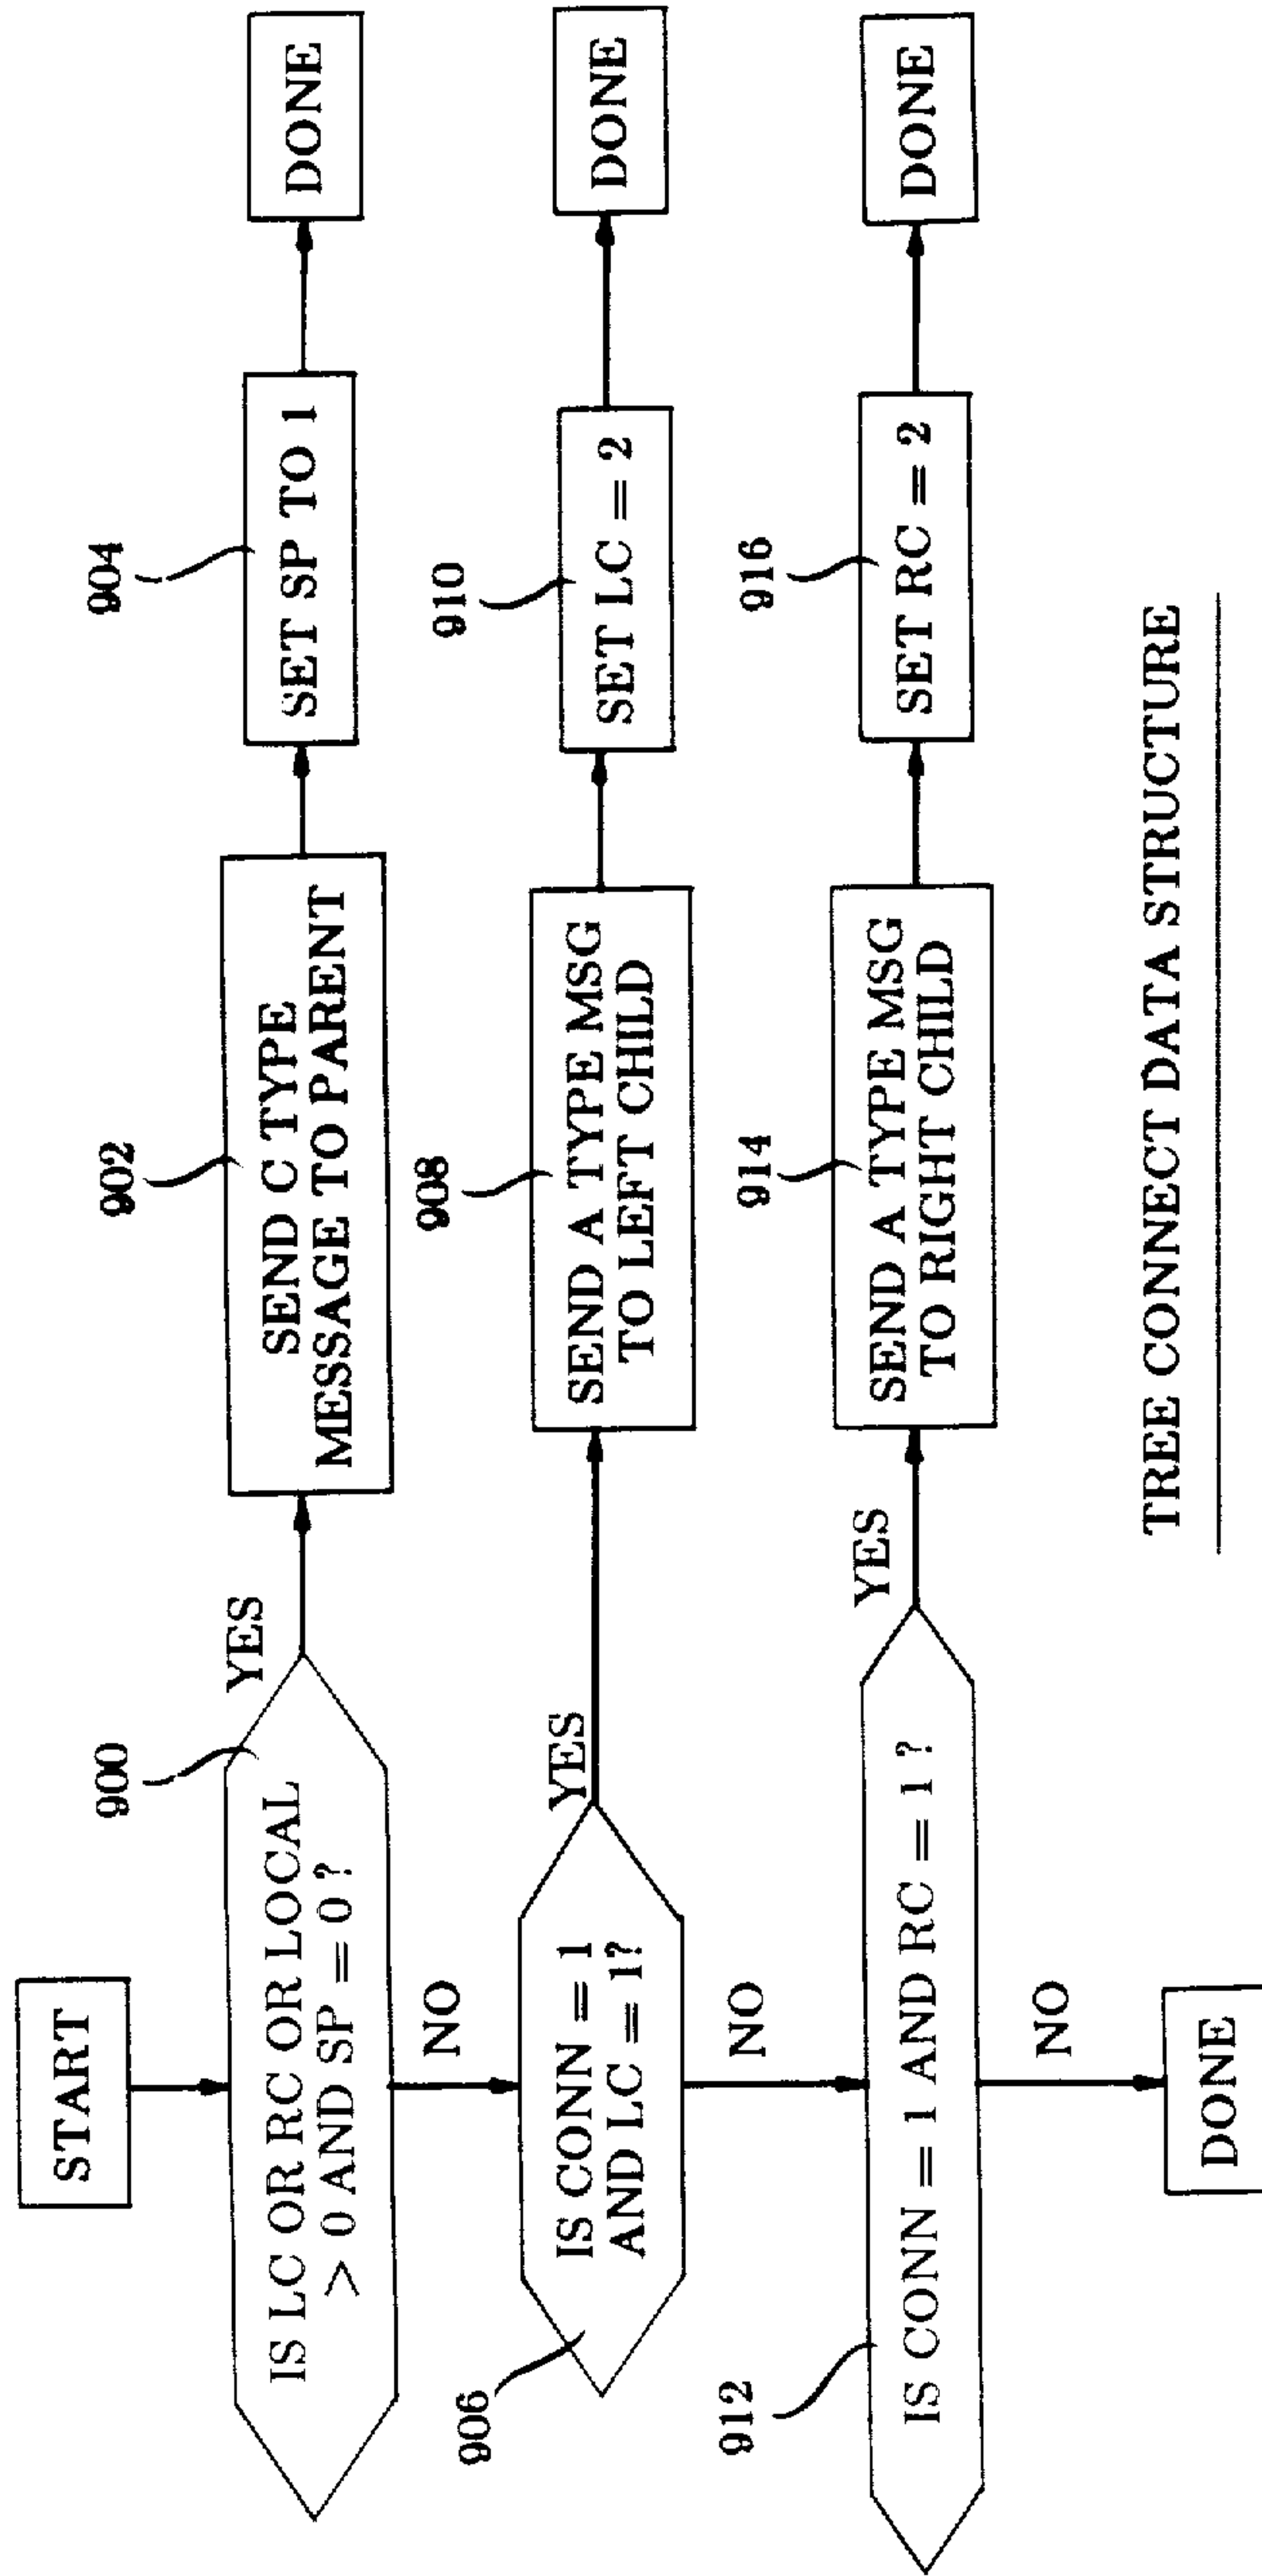 START
900
IS LC OR RC OR LOCAL
> 0 AND SP = 0 ?
YES
902
SEND C TYPE
MESSAGE TO PARENT
904
SET SP TO 1
DONE
NO
906
IS CONN = 1
AND LC = 1?
YES
908
SEND A TYPE MSG
TO LEFT CHILD
910
SET LC = 2
DONE
NO
912
IS CONN = 1 AND RC = 1 ?
YES
914
SEND A TYPE MSG
TO RIGHT CHILD
916
SET RC = 2
DONE
NO
DONE
TREE CONNECT DATA STRUCTURE